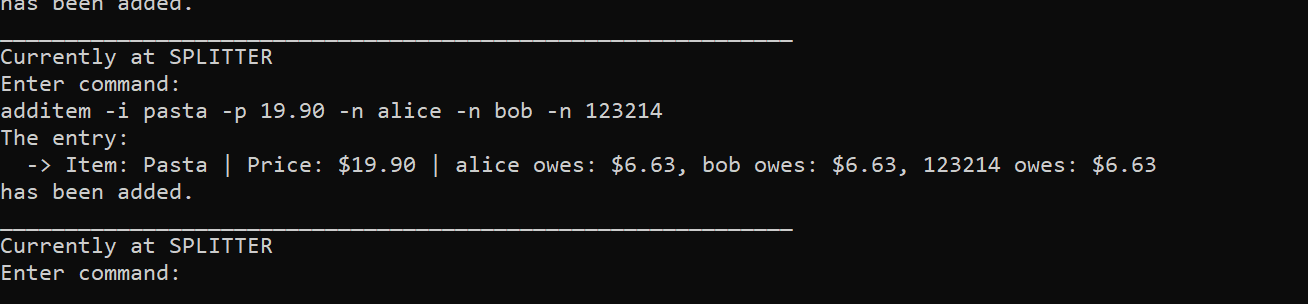 has been added.
_____________________________________________________________
Currently at SPLITTER
Enter command:
additem -i pasta -p 19.90 -n alice -n bob -n 123214
The entry:
  -> Item: Pasta | Price: $19.90 | alice owes: $6.63, bob owes: $6.63, 123214 owes: $6.63
has been added.
_____________________________________________________________
Currently at SPLITTER
Enter command: